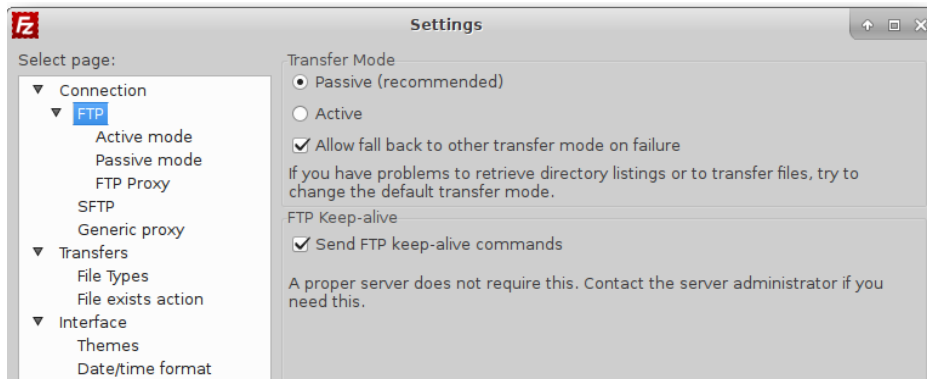 Fz
Settings
Select page:
Connection
FTP
Active mode
Passive mode
FTP Proxy
SFTP
Generic proxy
Transfers
File Types
File exists action
Interface
Themes
Date/time format
Transfer Mode
Passive (recommended)
Active
Allow fall back to other transfer mode on failure
If you have problems to retrieve directory listings or to transfer files, try to
change the default transfer mode.
FTP Keep-alive
Send FTP keep-alive commands
A proper server does not require this. Contact the server administrator if you
need this.